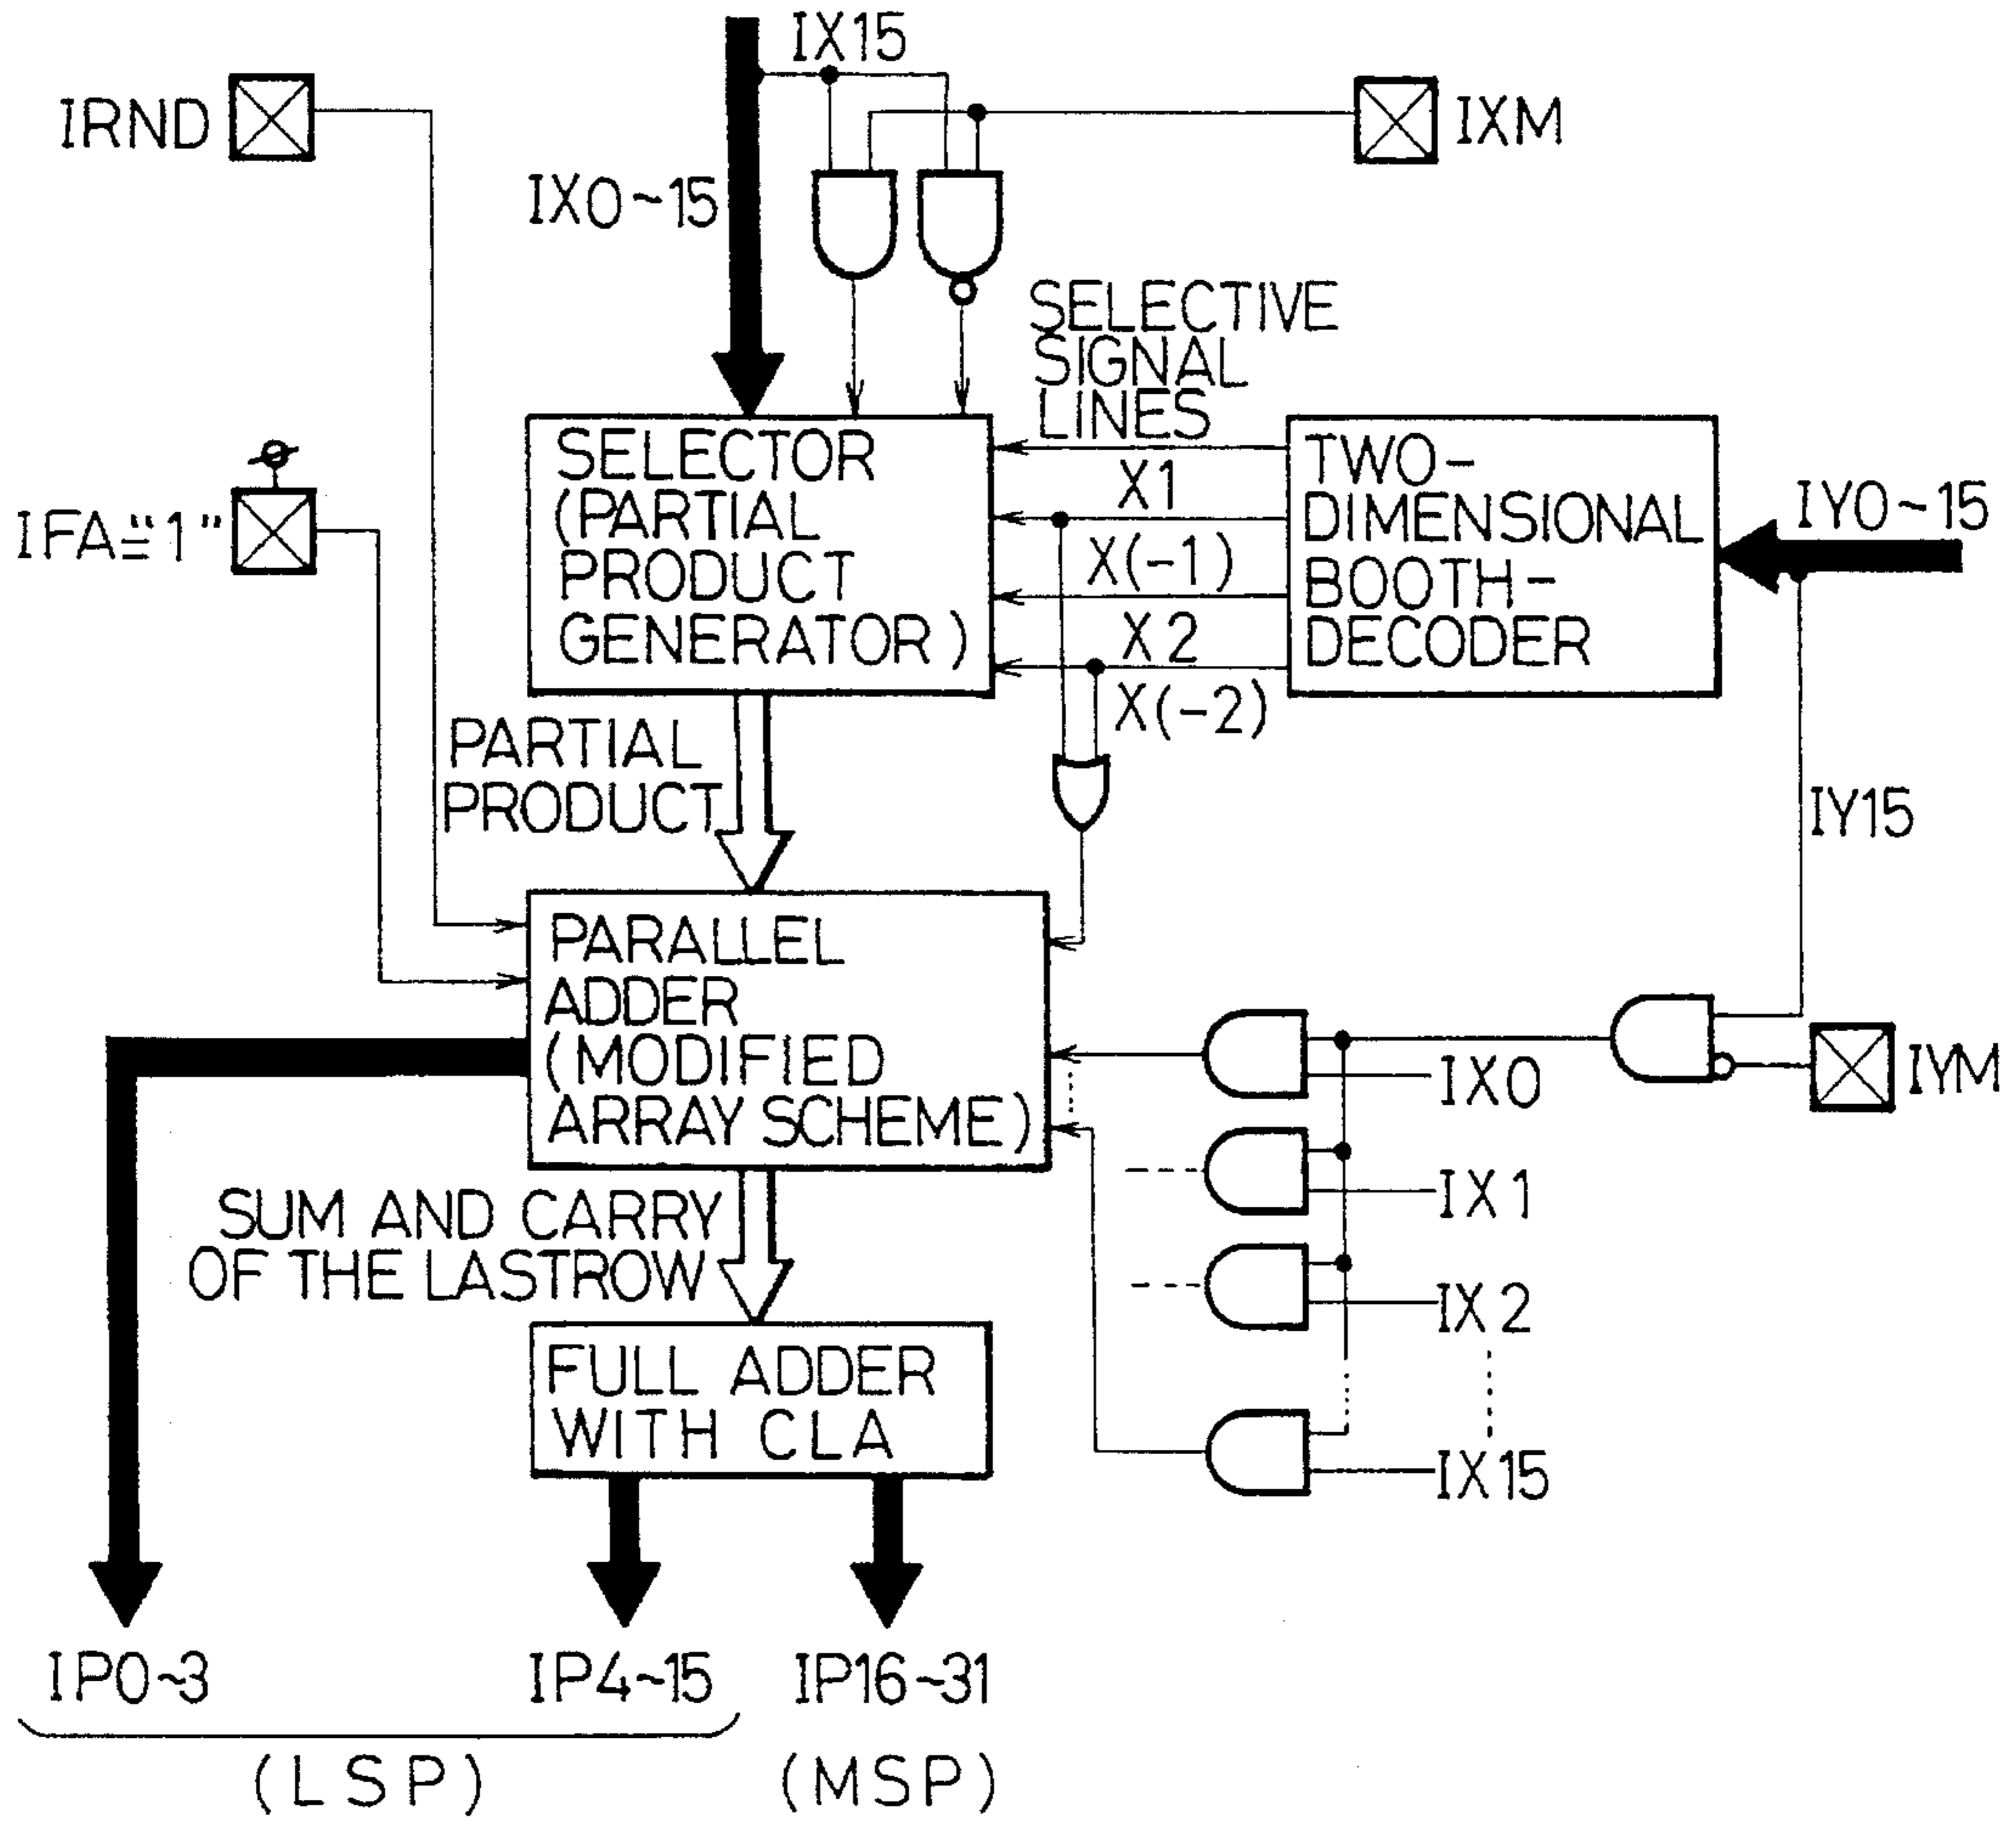 IX15
IRND
IXM
IX0~15
SELECTIVE
SIGNAL
LINES
SELECTOR
(PARTIAL
PRODUCT
GENERATOR)
X1
X(-1)
X2
X(-2)
TWO-
DIMENSIONAL
BOOTH-
DECODER
IY0~15
IFA≡"1"
PARTIAL
PRODUCT
IY15
PARALLEL
ADDER
(MODIFIED
ARRAY SCHEME)
IX0
IYM
IX1
IX2
IX15
SUM AND CARRY
OF THE LASTROW
FULL ADDER
WITH CLA
IP0~3
IP4~15
IP16~31
(LSP)
(MSP)